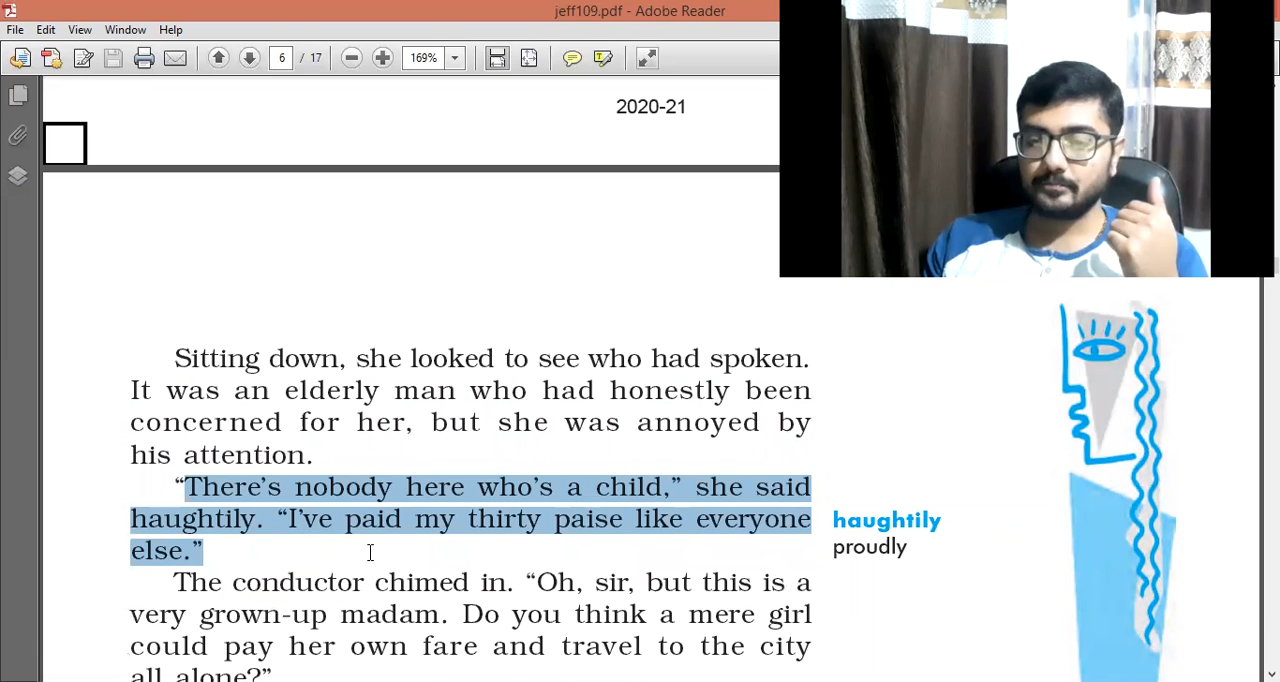 jeff109.pdf - Adobe Reader
File Edit View Window Help
6 / 17 169%
2020-21
Sitting down, she looked to see who had spoken.
It was an elderly man who had honestly been
concerned for her, but she was annoyed by
his attention.
“There’s nobody here who’s a child,” she said
haughtily. “I’ve paid my thirty paise like everyone
else.”
haughtily
proudly
The conductor chimed in. “Oh, sir, but this is a
very grown-up madam. Do you think a mere girl
could pay her own fare and travel to the city
all alone?”